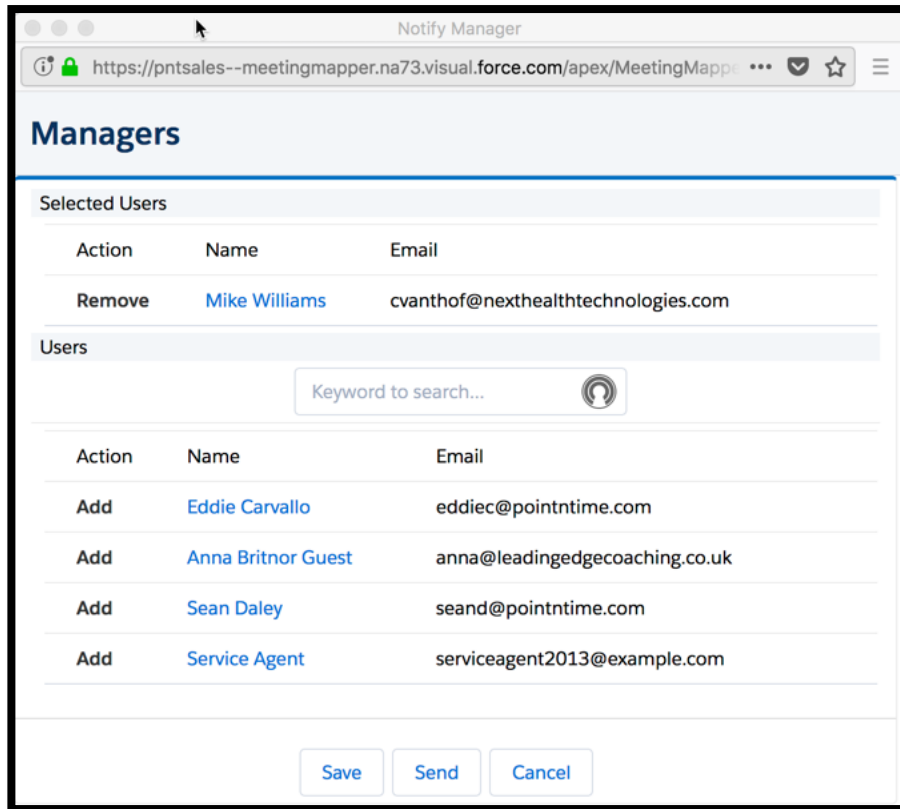 Notify Manager
https://pntsales--meetingmapper.na73.visual.force.com/apex/MeetingMappe
Managers
Selected Users
Action Name Email
Remove Mike Williams cvanthof@nexthealthtechnologies.com
Users
Keyword to search...
Action Name Email
Add Eddie Carvallo eddiec@pointntime.com
Add Anna Britnor Guest anna@leadingedgecoaching.co.uk
Add Sean Daley seand@pointntime.com
Add Service Agent serviceagent2013@example.com
Save Send Cancel